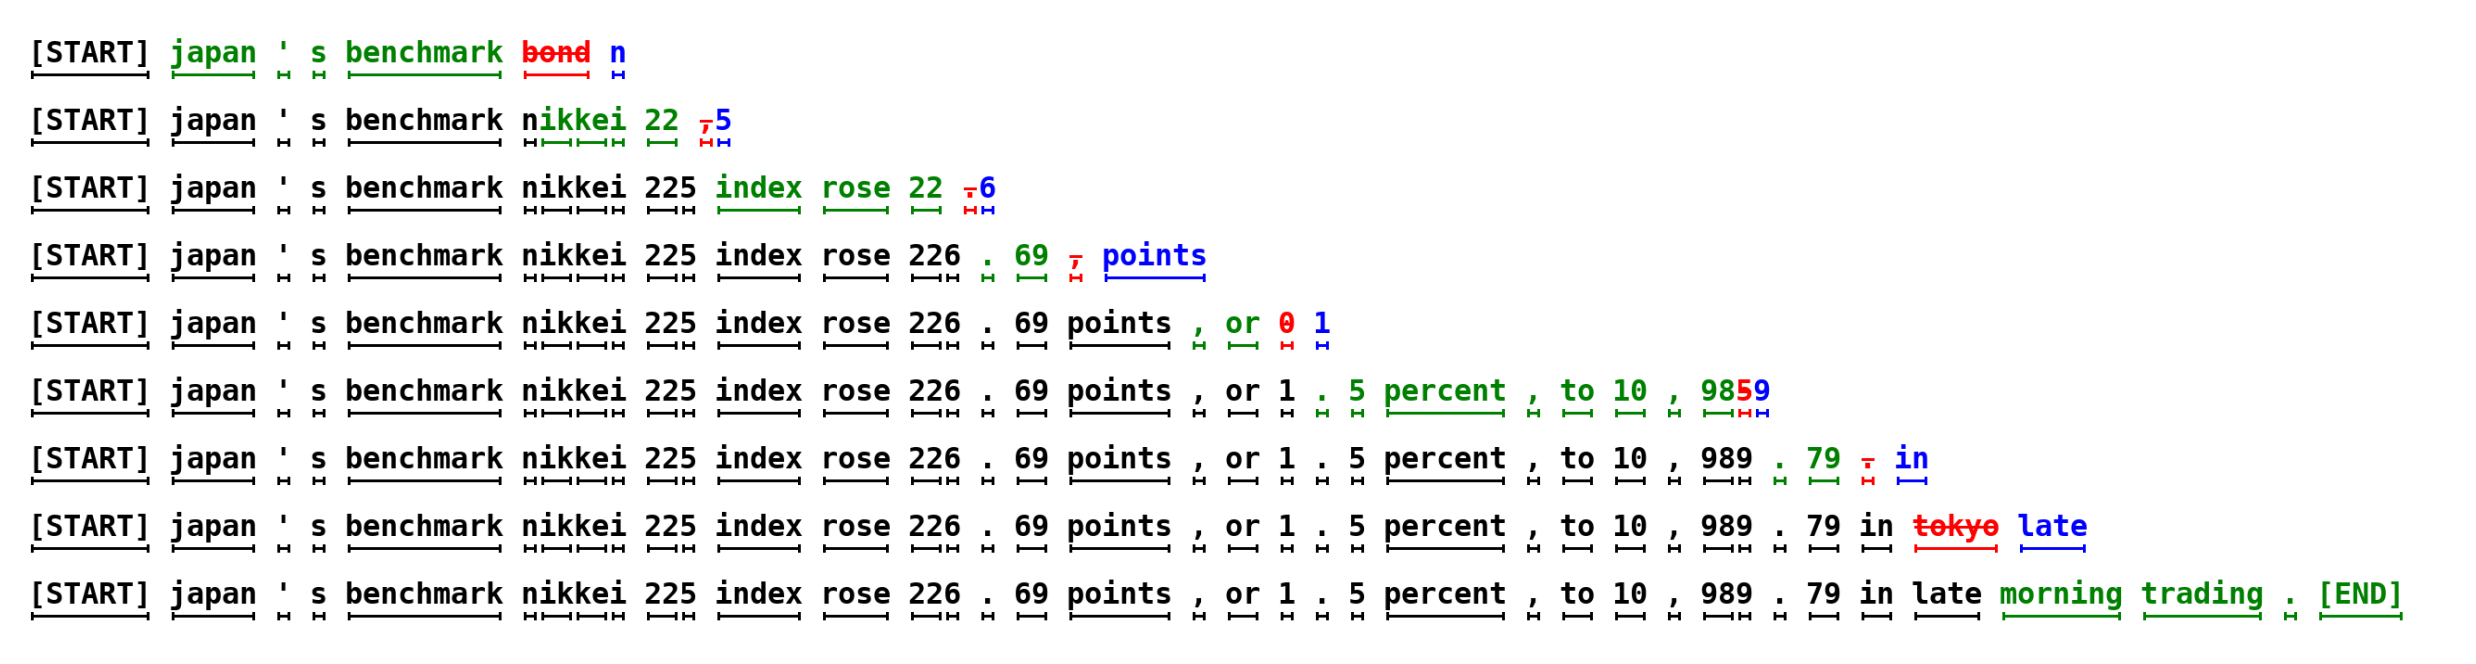 [START] japan ' s benchmark bond n
[START] japan ' s benchmark nikkei 22 , 5
[START] japan ' s benchmark nikkei 225 index rose 22 . 6
[START] japan ' s benchmark nikkei 225 index rose 226 . 69 , points
[START] japan ' s benchmark nikkei 225 index rose 226 . 69 points , or 0 1
[START] japan ' s benchmark nikkei 225 index rose 226 . 69 points , or 1 . 5 percent , to 10 , 9859
[START] japan ' s benchmark nikkei 225 index rose 226 . 69 points , or 1 . 5 percent , to 10 , 989 . 79 . in
[START] japan ' s benchmark nikkei 225 index rose 226 . 69 points , or 1 . 5 percent , to 10 , 989 . 79 in tokyo late
[START] japan ' s benchmark nikkei 225 index rose 226 . 69 points , or 1 . 5 percent , to 10 , 989 . 79 in late morning trading . [END]